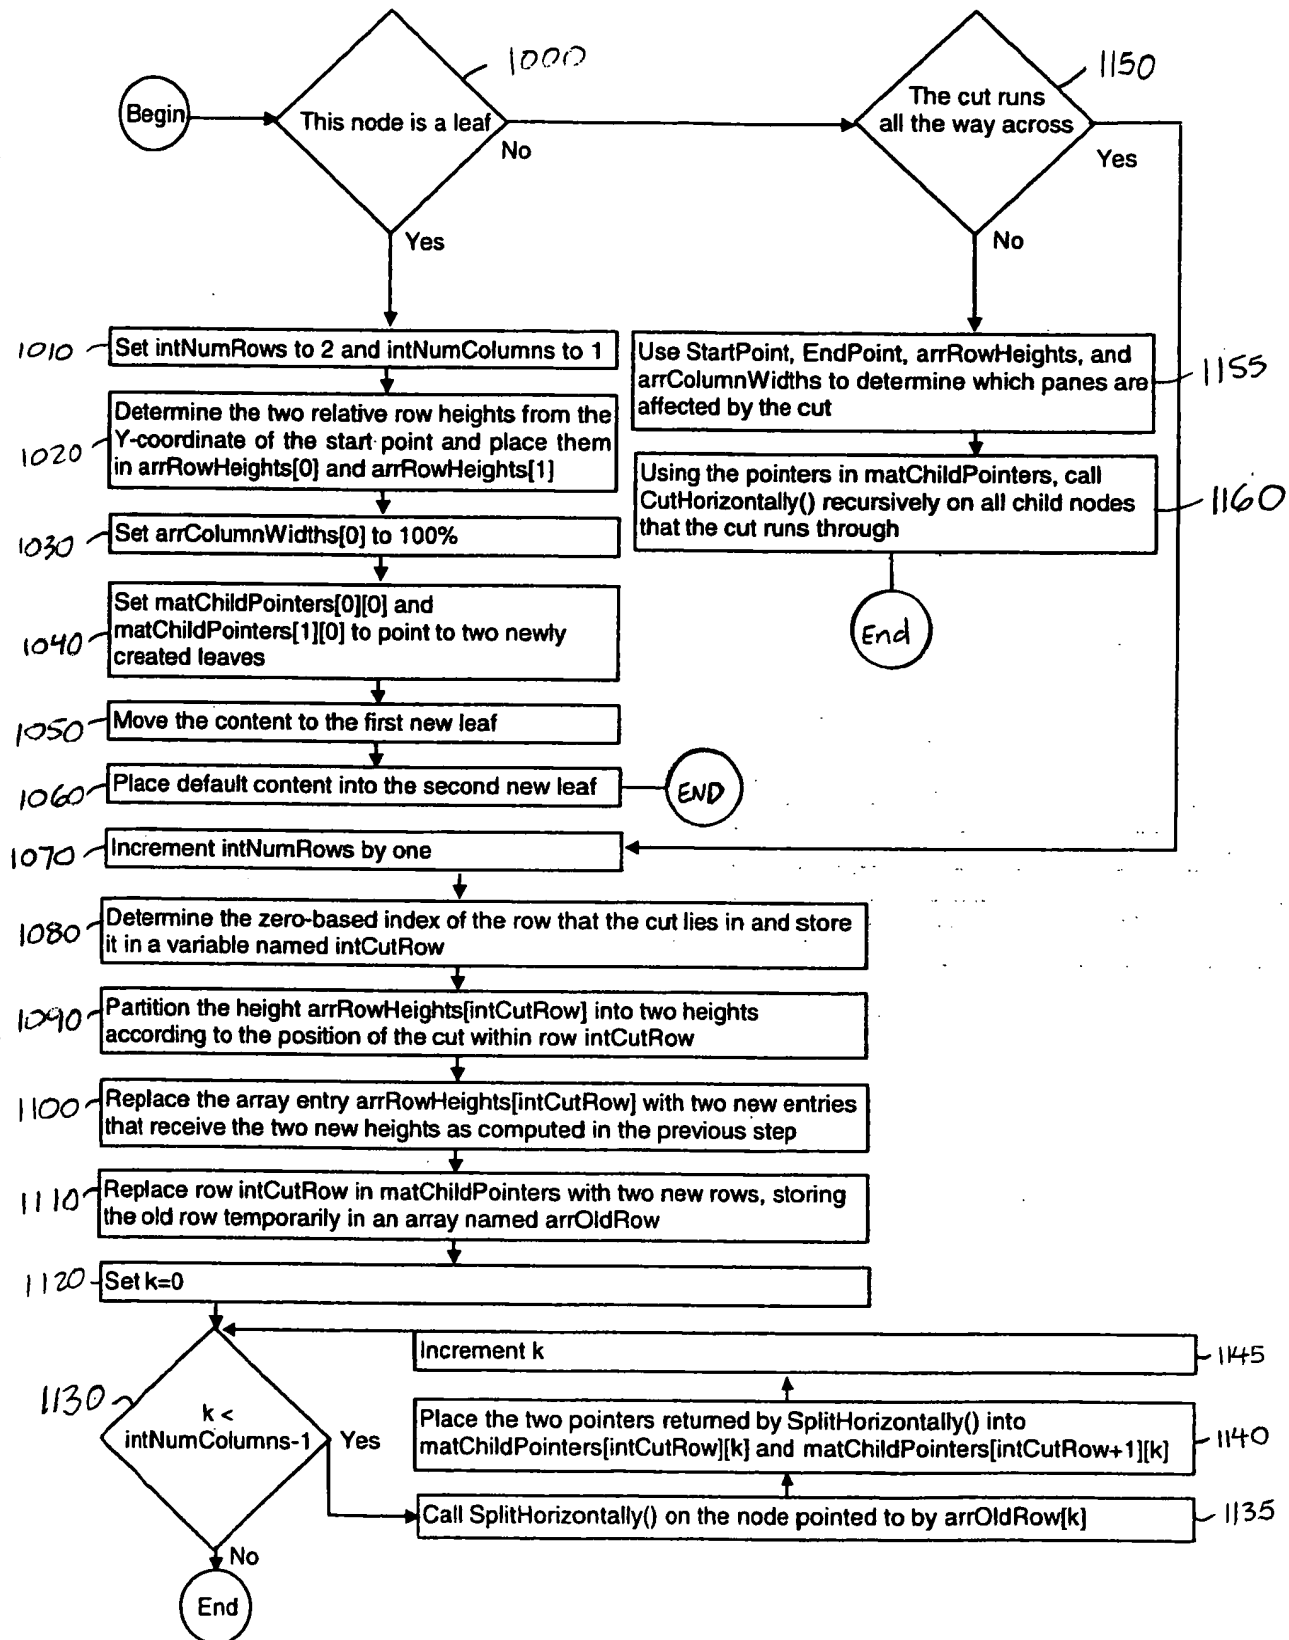 1000
1150
Begin
This node is a leaf
No
Yes
The cut runs
all the way across
Yes
No
1010
Set intNumRows to 2 and intNumColumns to 1
1020
Determine the two relative row heights from the
Y-coordinate of the start point and place them
in arrRowHeights[0] and arrRowHeights[1]
1030
Set arrColumnWidths[0] to 100%
1040
Set matChildPointers[0][0] and
matChildPointers[1][0] to point to two newly
created leaves
1050
Move the content to the first new leaf
1060
Place default content into the second new leaf
END
Use StartPoint, EndPoint, arrRowHeights, and
arrColumnWidths to determine which panes are
affected by the cut
1155
Using the pointers in matChildPointers, call
CutHorizontally() recursively on all child nodes
that the cut runs through
1160
End
1070
Increment intNumRows by one
1080
Determine the zero-based index of the row that the cut lies in and store
it in a variable named intCutRow
1090
Partition the height arrRowHeights[intCutRow] into two heights
according to the position of the cut within row intCutRow
1100
Replace the array entry arrRowHeights[intCutRow] with two new entries
that receive the two new heights as computed in the previous step
1110
Replace row intCutRow in matChildPointers with two new rows, storing
the old row temporarily in an array named arrOldRow
1120
Set k=0
1130
k <
intNumColumns-1
Yes
No
End
Increment k
1145
Place the two pointers returned by SplitHorizontally() into
matChildPointers[intCutRow][k] and matChildPointers[intCutRow+1][k]
1140
Call SplitHorizontally() on the node pointed to by arrOldRow[k]
1135